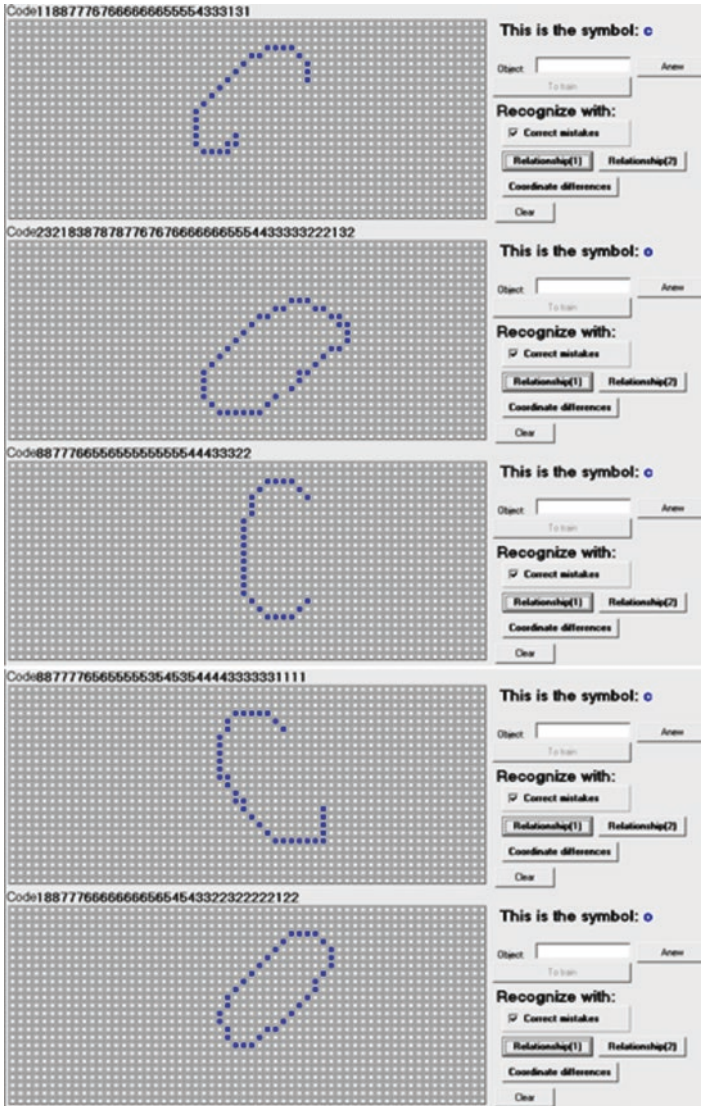 Code118877767666666655554333131
This is the symbol: c
Object
Anew
To train
Recognize with:
Correct mistakes
Relationship(1) Relationship(2)
Coordinate differences
Clear
Code2321838787877676766666665554433333222132
This is the symbol: o
Object
Anew
To train
Recognize with:
Correct mistakes
Relationship(1) Relationship(2)
Coordinate differences
Clear
Code887776655655555555544433322
This is the symbol: c
Object
Anew
To train
Recognize with:
Correct mistakes
Relationship(1) Relationship(2)
Coordinate differences
Clear
Code8877776565555535453544443333331111
This is the symbol: c
Object
Anew
To train
Recognize with:
Correct mistakes
Relationship(1) Relationship(2)
Coordinate differences
Clear
Code1887776666666656545433223222222122
This is the symbol: o
Object
Anew
To train
Recognize with:
Correct mistakes
Relationship(1) Relationship(2)
Coordinate differences
Clear